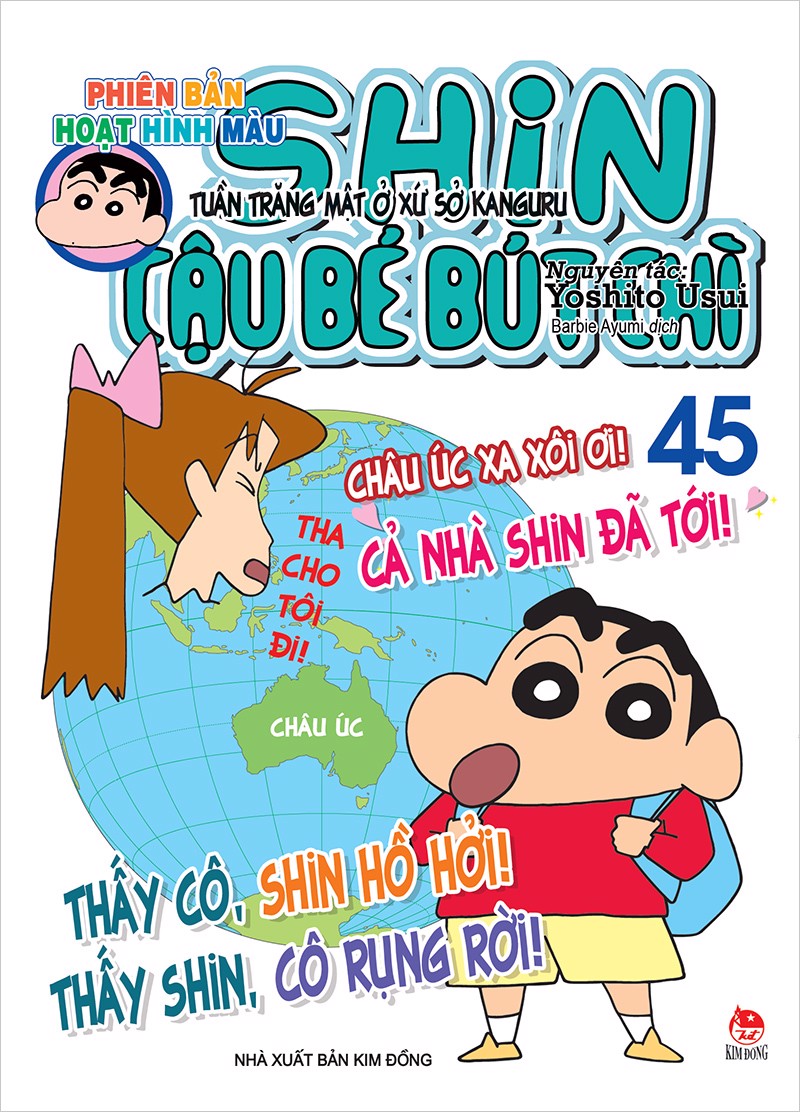 PHIÊN BẢN
HOẠT HÌNH MÀU
SHiN
TUẦN TRĂNG MẬT Ở XỨ SỞ KANGURU
CẬU BÉ BÚT CHÌ
Nguyên tác:
Yoshito Usui
Barbie Ayumi dịch
45
CHÂU ÚC XA XÔI ƠI!
CẢ NHÀ SHiN ĐÃ TỚI!
THA
CHO
TÔI
ĐI!
CHÂU ÚC
THẤY CÔ, SHiN HỒ HỞI!
THẤY SHiN, CÔ RỤNG RỜI!
NHÀ XUẤT BẢN KIM ĐỒNG
KIM ĐỒNG